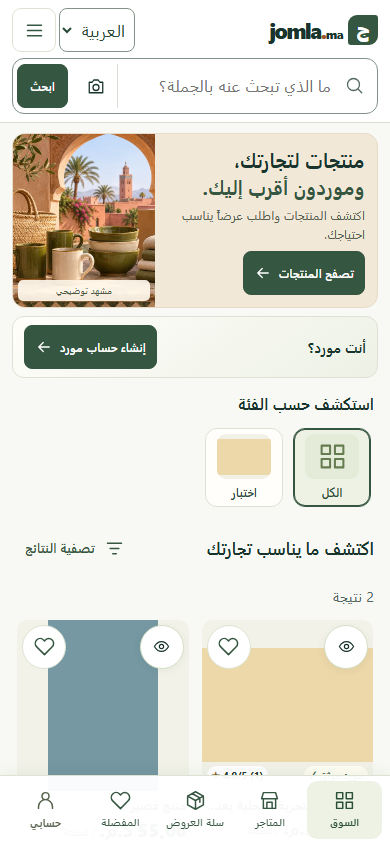 ج jomla.ma
العربية
ما الذي تبحث عنه بالجملة؟
ابحث
منتجات لتجارتك،
وموردون أقرب إليك.
اكتشف المنتجات واطلب عرضاً يناسب
احتياجك.
تصفح المنتجات
مشهد توضيحي
أنت مورد؟
إنشاء حساب مورد
استكشف حسب الفئة
الكل
اختبار
اكتشف ما يناسب تجارتك
تصفية النتائج
2 نتيجة
السوق
المتاجر
سلة العروض
المفضلة
حسابي